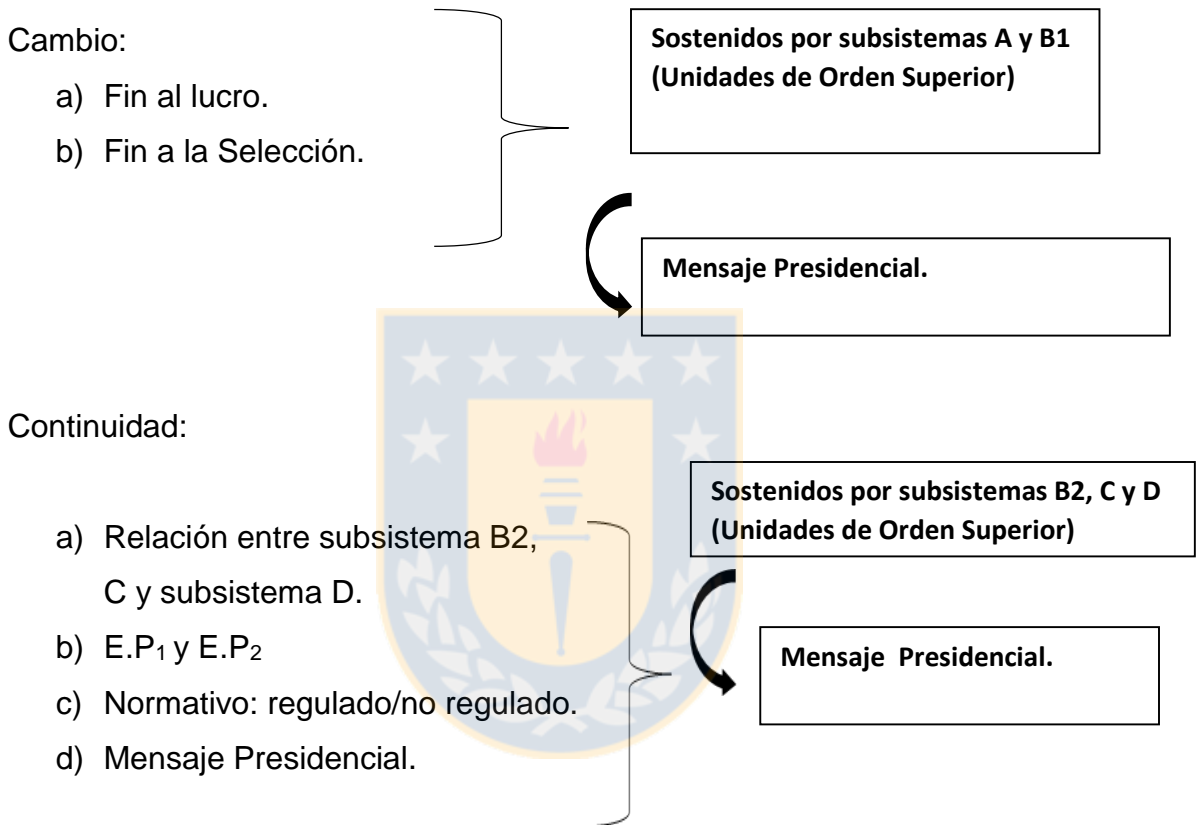 Cambio:
a) Fin al lucro.
b) Fin a la Selección.
Sostenidos por subsistemas A y B1
(Unidades de Orden Superior)
Mensaje Presidencial.
Continuidad:
a) Relación entre subsistema B2,
C y subsistema D.
b) E.P₁ y E.P₂
c) Normativo: regulado/no regulado.
d) Mensaje Presidencial.
Sostenidos por subsistemas B2, C y D
(Unidades de Orden Superior)
Mensaje Presidencial.